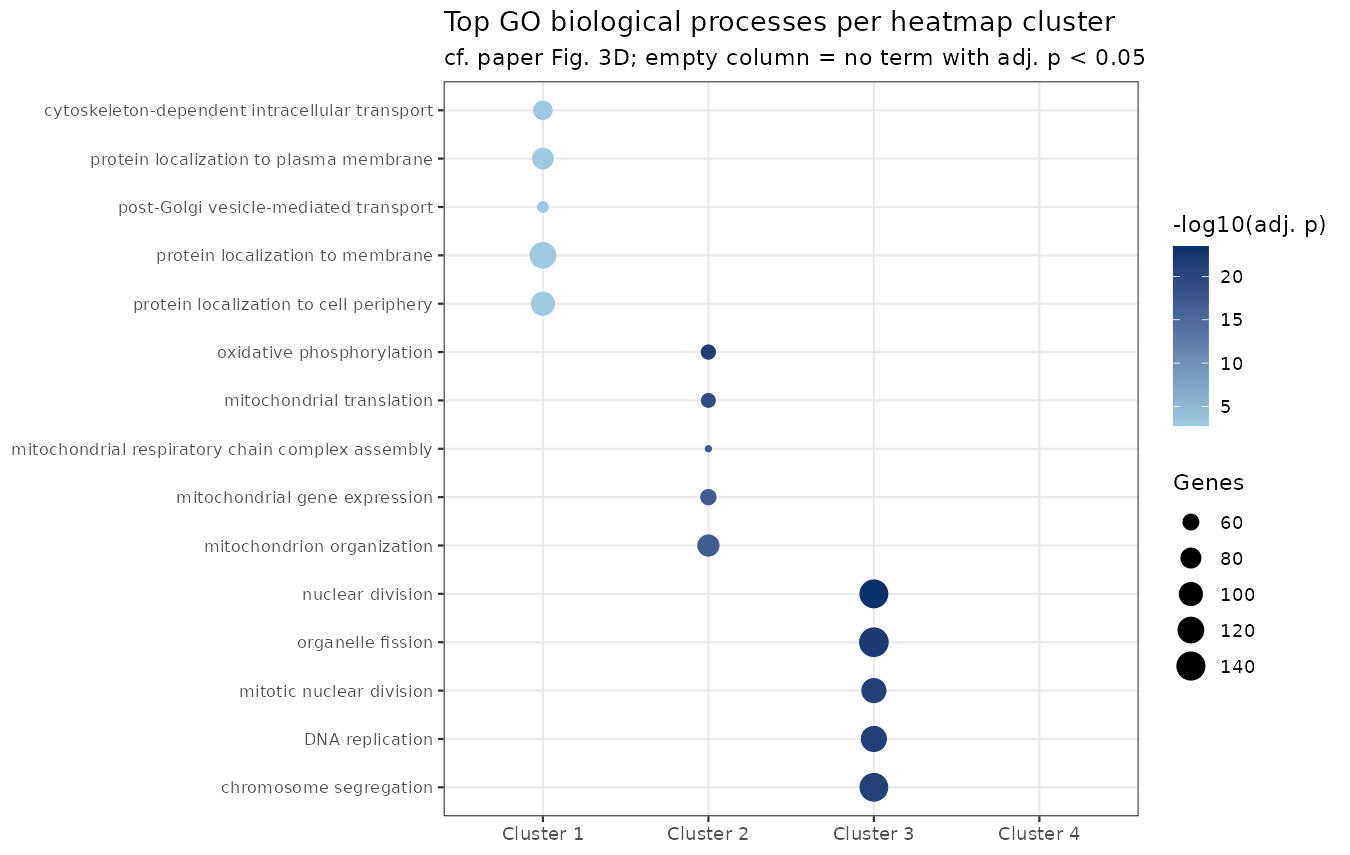 Top GO biological processes per heatmap cluster
cf. paper Fig. 3D; empty column = no term with adj. p < 0.05
cytoskeleton-dependent intracellular transport
protein localization to plasma membrane
post-Golgi vesicle-mediated transport
protein localization to membrane
protein localization to cell periphery
oxidative phosphorylation
mitochondrial translation
mitochondrial respiratory chain complex assembly
mitochondrial gene expression
mitochondrion organization
nuclear division
organelle fission
mitotic nuclear division
DNA replication
chromosome segregation
Cluster 1
Cluster 2
Cluster 3
Cluster 4
-log10(adj. p)
20
15
10
5
Genes
60
80
100
120
140